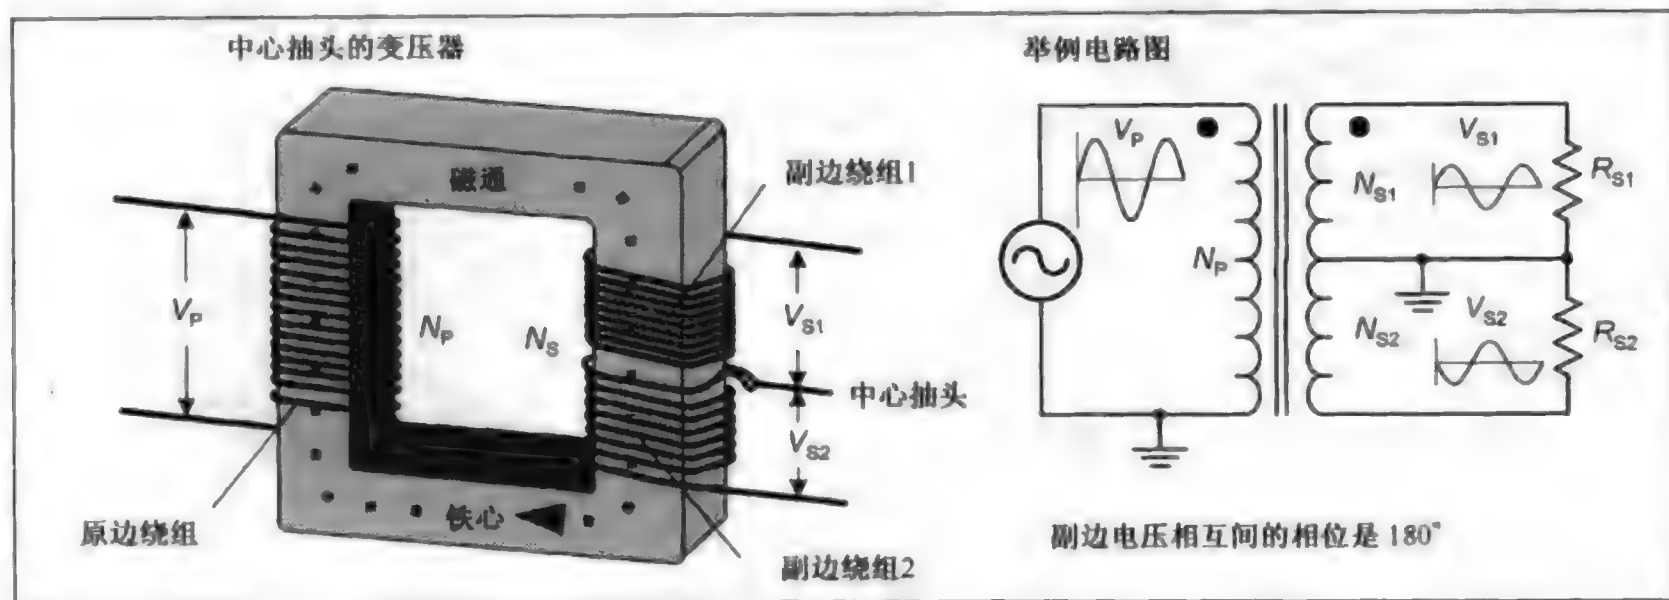 中心抽头的变压器
举例电路图
磁通
副边绕组1
V_P
N_P
N_S
V_S1
中心抽头
V_S2
铁心
原边绕组
副边绕组2
V_P
V_S1
N_S1
R_S1
N_P
V_S2
N_S2
R_S2
副边电压相互间的相位是 180°